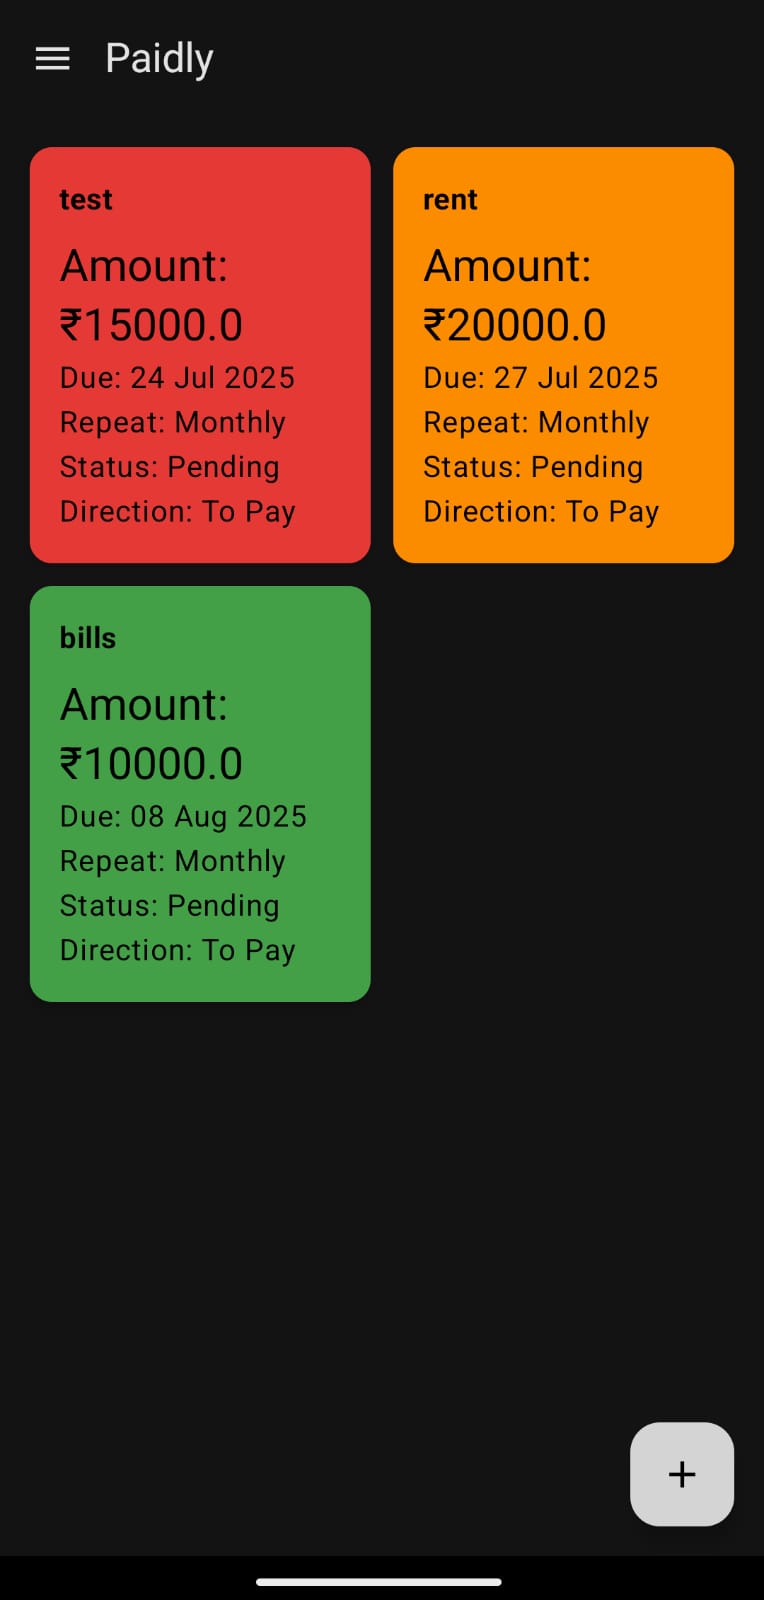 Paidly
test
Amount:
₹15000.0
Due: 24 Jul 2025
Repeat: Monthly
Status: Pending
Direction: To Pay
rent
Amount:
₹20000.0
Due: 27 Jul 2025
Repeat: Monthly
Status: Pending
Direction: To Pay
bills
Amount:
₹10000.0
Due: 08 Aug 2025
Repeat: Monthly
Status: Pending
Direction: To Pay
+